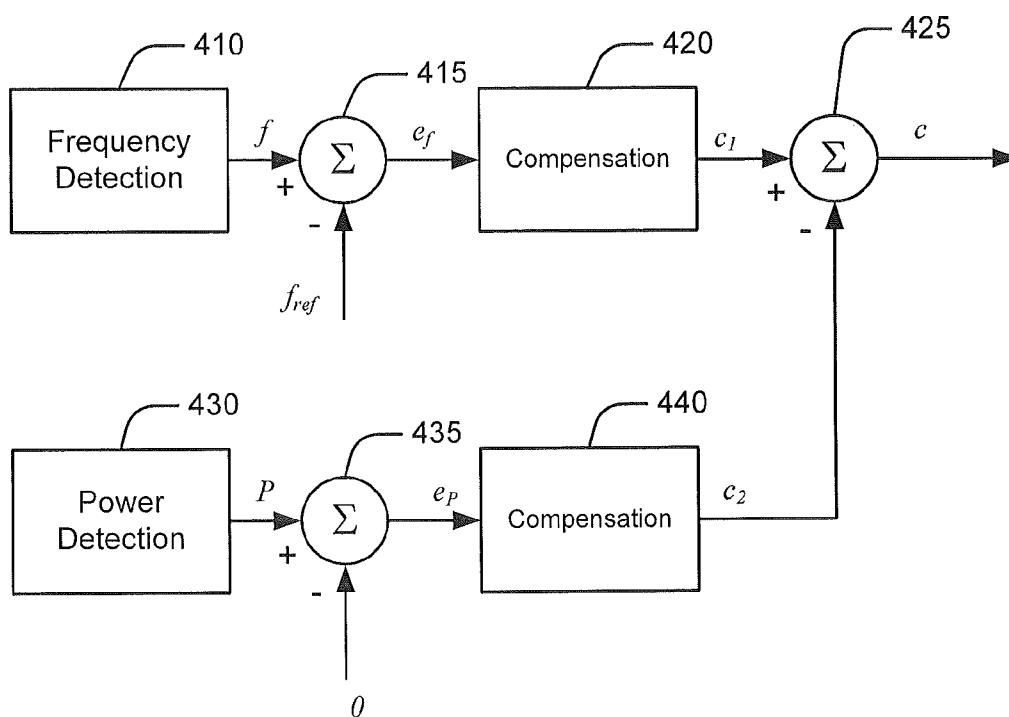 410
415
420
425
Frequency
Detection
f
+
Σ
-
e_f
Compensation
c_1
+
Σ
-
c
f_ref
430
435
440
Power
Detection
P
+
Σ
-
e_P
Compensation
c_2
0